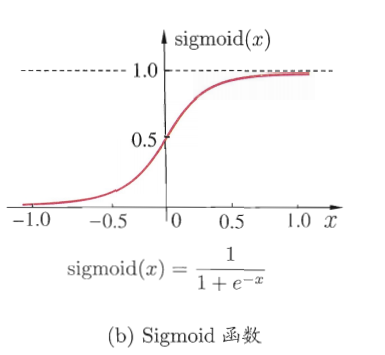 sigmoid(x)
1.0
0.5
−1.0 −0.5 0 0.5 1.0 x
sigmoid(x) = 1 / (1 + e^{−x})
(b) Sigmoid 函数